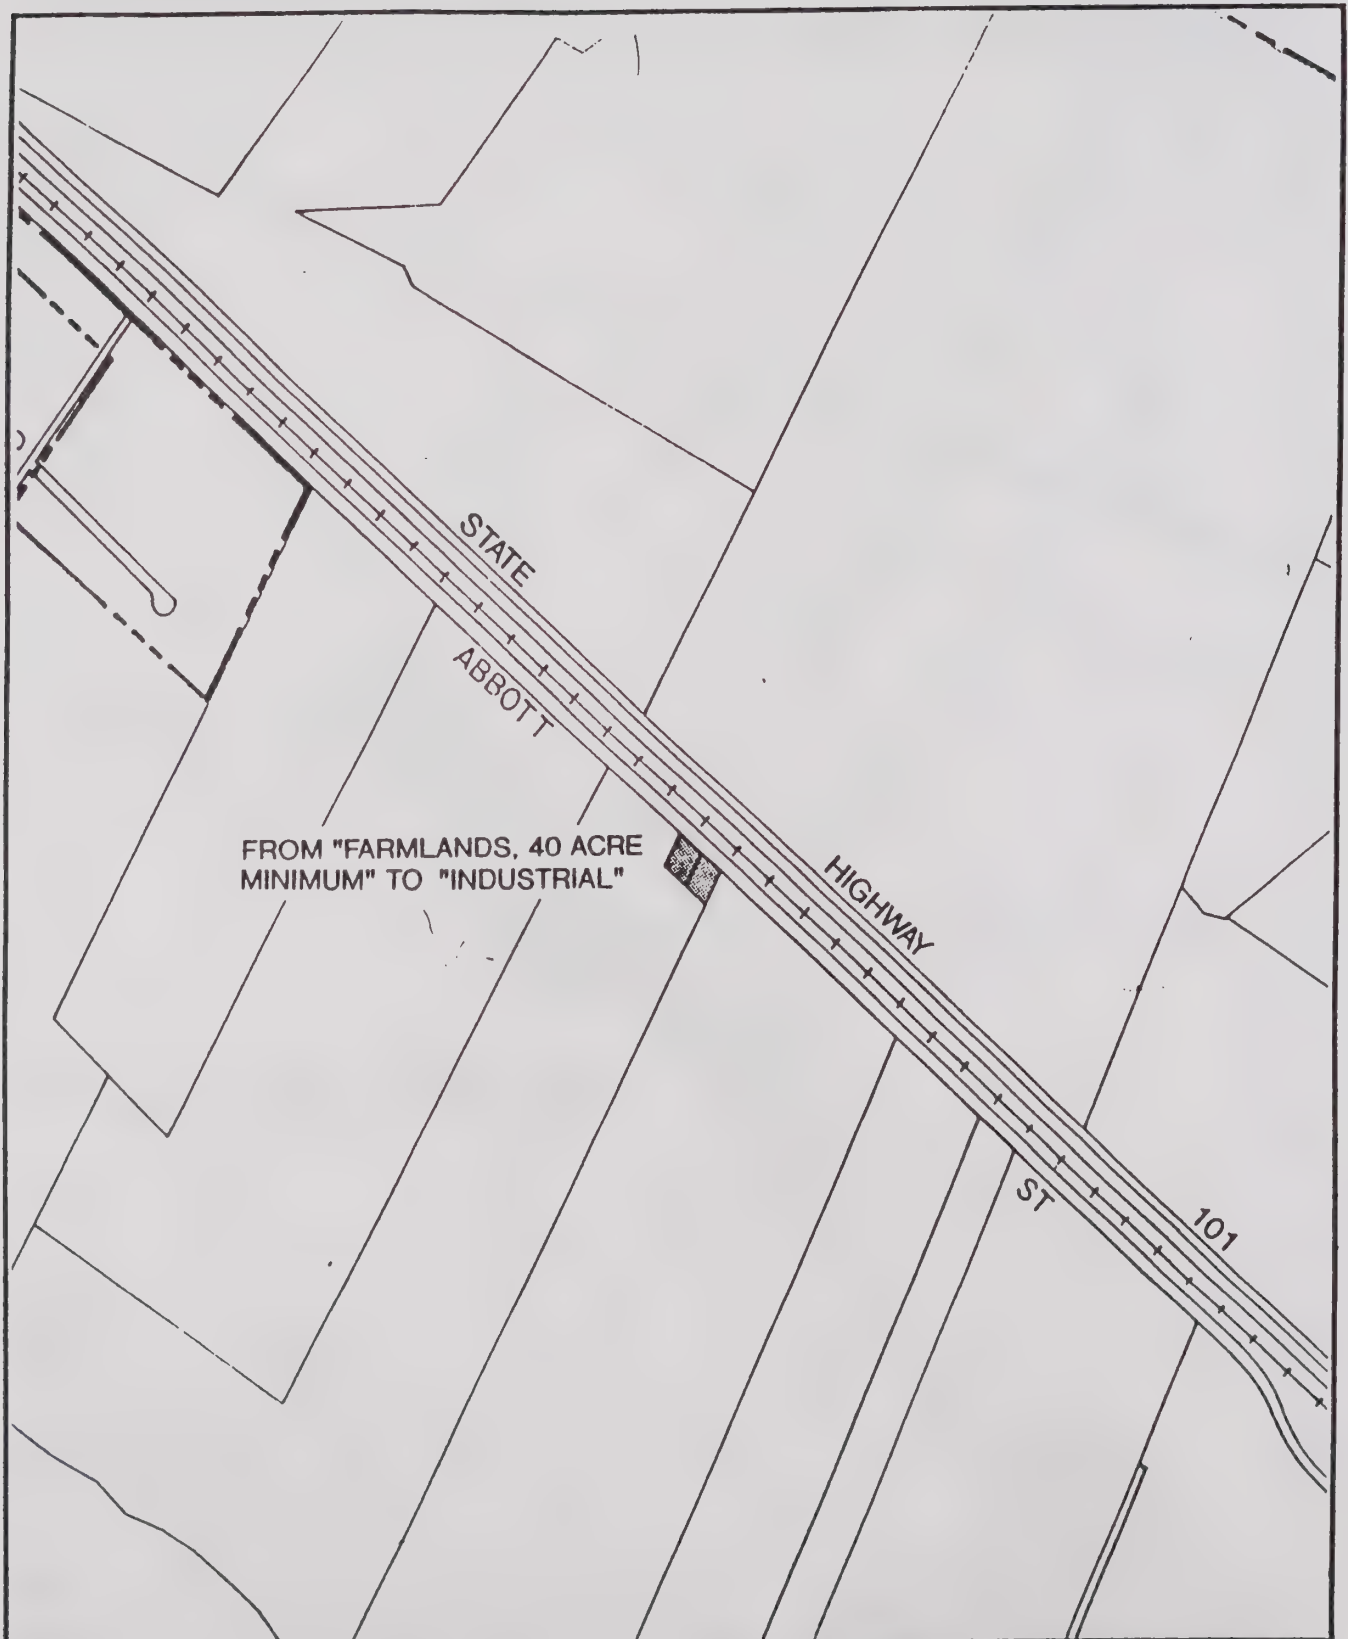 STATE
ABBOTT
FROM "FARMLANDS, 40 ACRE
MINIMUM" TO "INDUSTRIAL"
HIGHWAY
ST
101